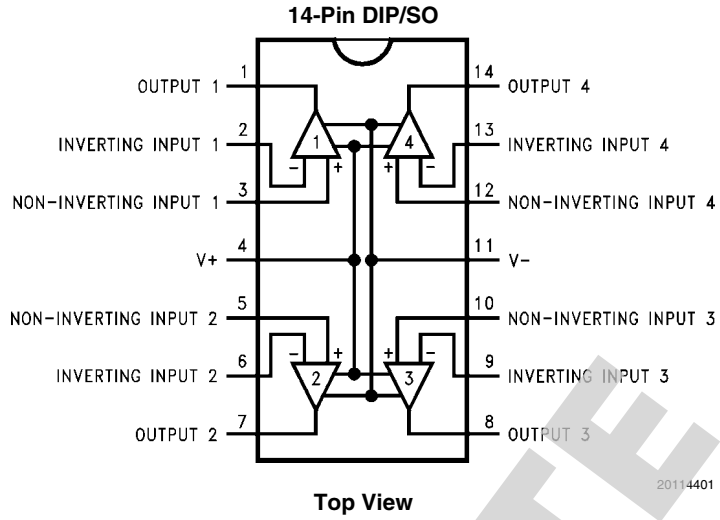 14-Pin DIP/SO
1 14
OUTPUT 1 OUTPUT 4
2 13
INVERTING INPUT 1 1 4 INVERTING INPUT 4
− + + −
3 12
NON-INVERTING INPUT 1 NON-INVERTING INPUT 4
4 11
V+ V−
5 10
NON-INVERTING INPUT 2 NON-INVERTING INPUT 3
− + + −
6 9
INVERTING INPUT 2 2 3 INVERTING INPUT 3
7 8
OUTPUT 2 OUTPUT 3
20114401
Top View